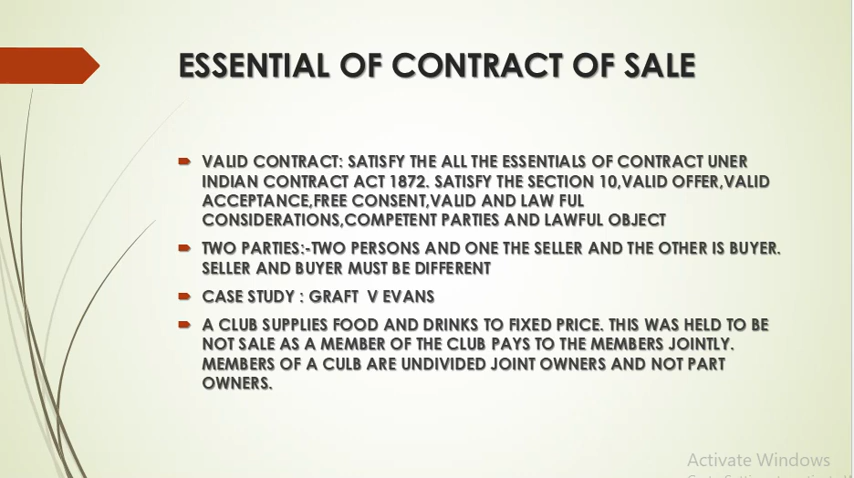 ESSENTIAL OF CONTRACT OF SALE
VALID CONTRACT: SATISFY THE ALL THE ESSENTIALS OF CONTRACT UNER
INDIAN CONTRACT ACT 1872. SATISFY THE SECTION 10,VALID OFFER,VALID
ACCEPTANCE,FREE CONSENT,VALID AND LAW FUL
CONSIDERATIONS,COMPETENT PARTIES AND LAWFUL OBJECT
TWO PARTIES:-TWO PERSONS AND ONE THE SELLER AND THE OTHER IS BUYER.
SELLER AND BUYER MUST BE DIFFERENT
CASE STUDY : GRAFT V EVANS
A CLUB SUPPLIES FOOD AND DRINKS TO FIXED PRICE. THIS WAS HELD TO BE
NOT SALE AS A MEMBER OF THE CLUB PAYS TO THE MEMBERS JOINTLY.
MEMBERS OF A CULB ARE UNDIVIDED JOINT OWNERS AND NOT PART
OWNERS.
Activate Windows